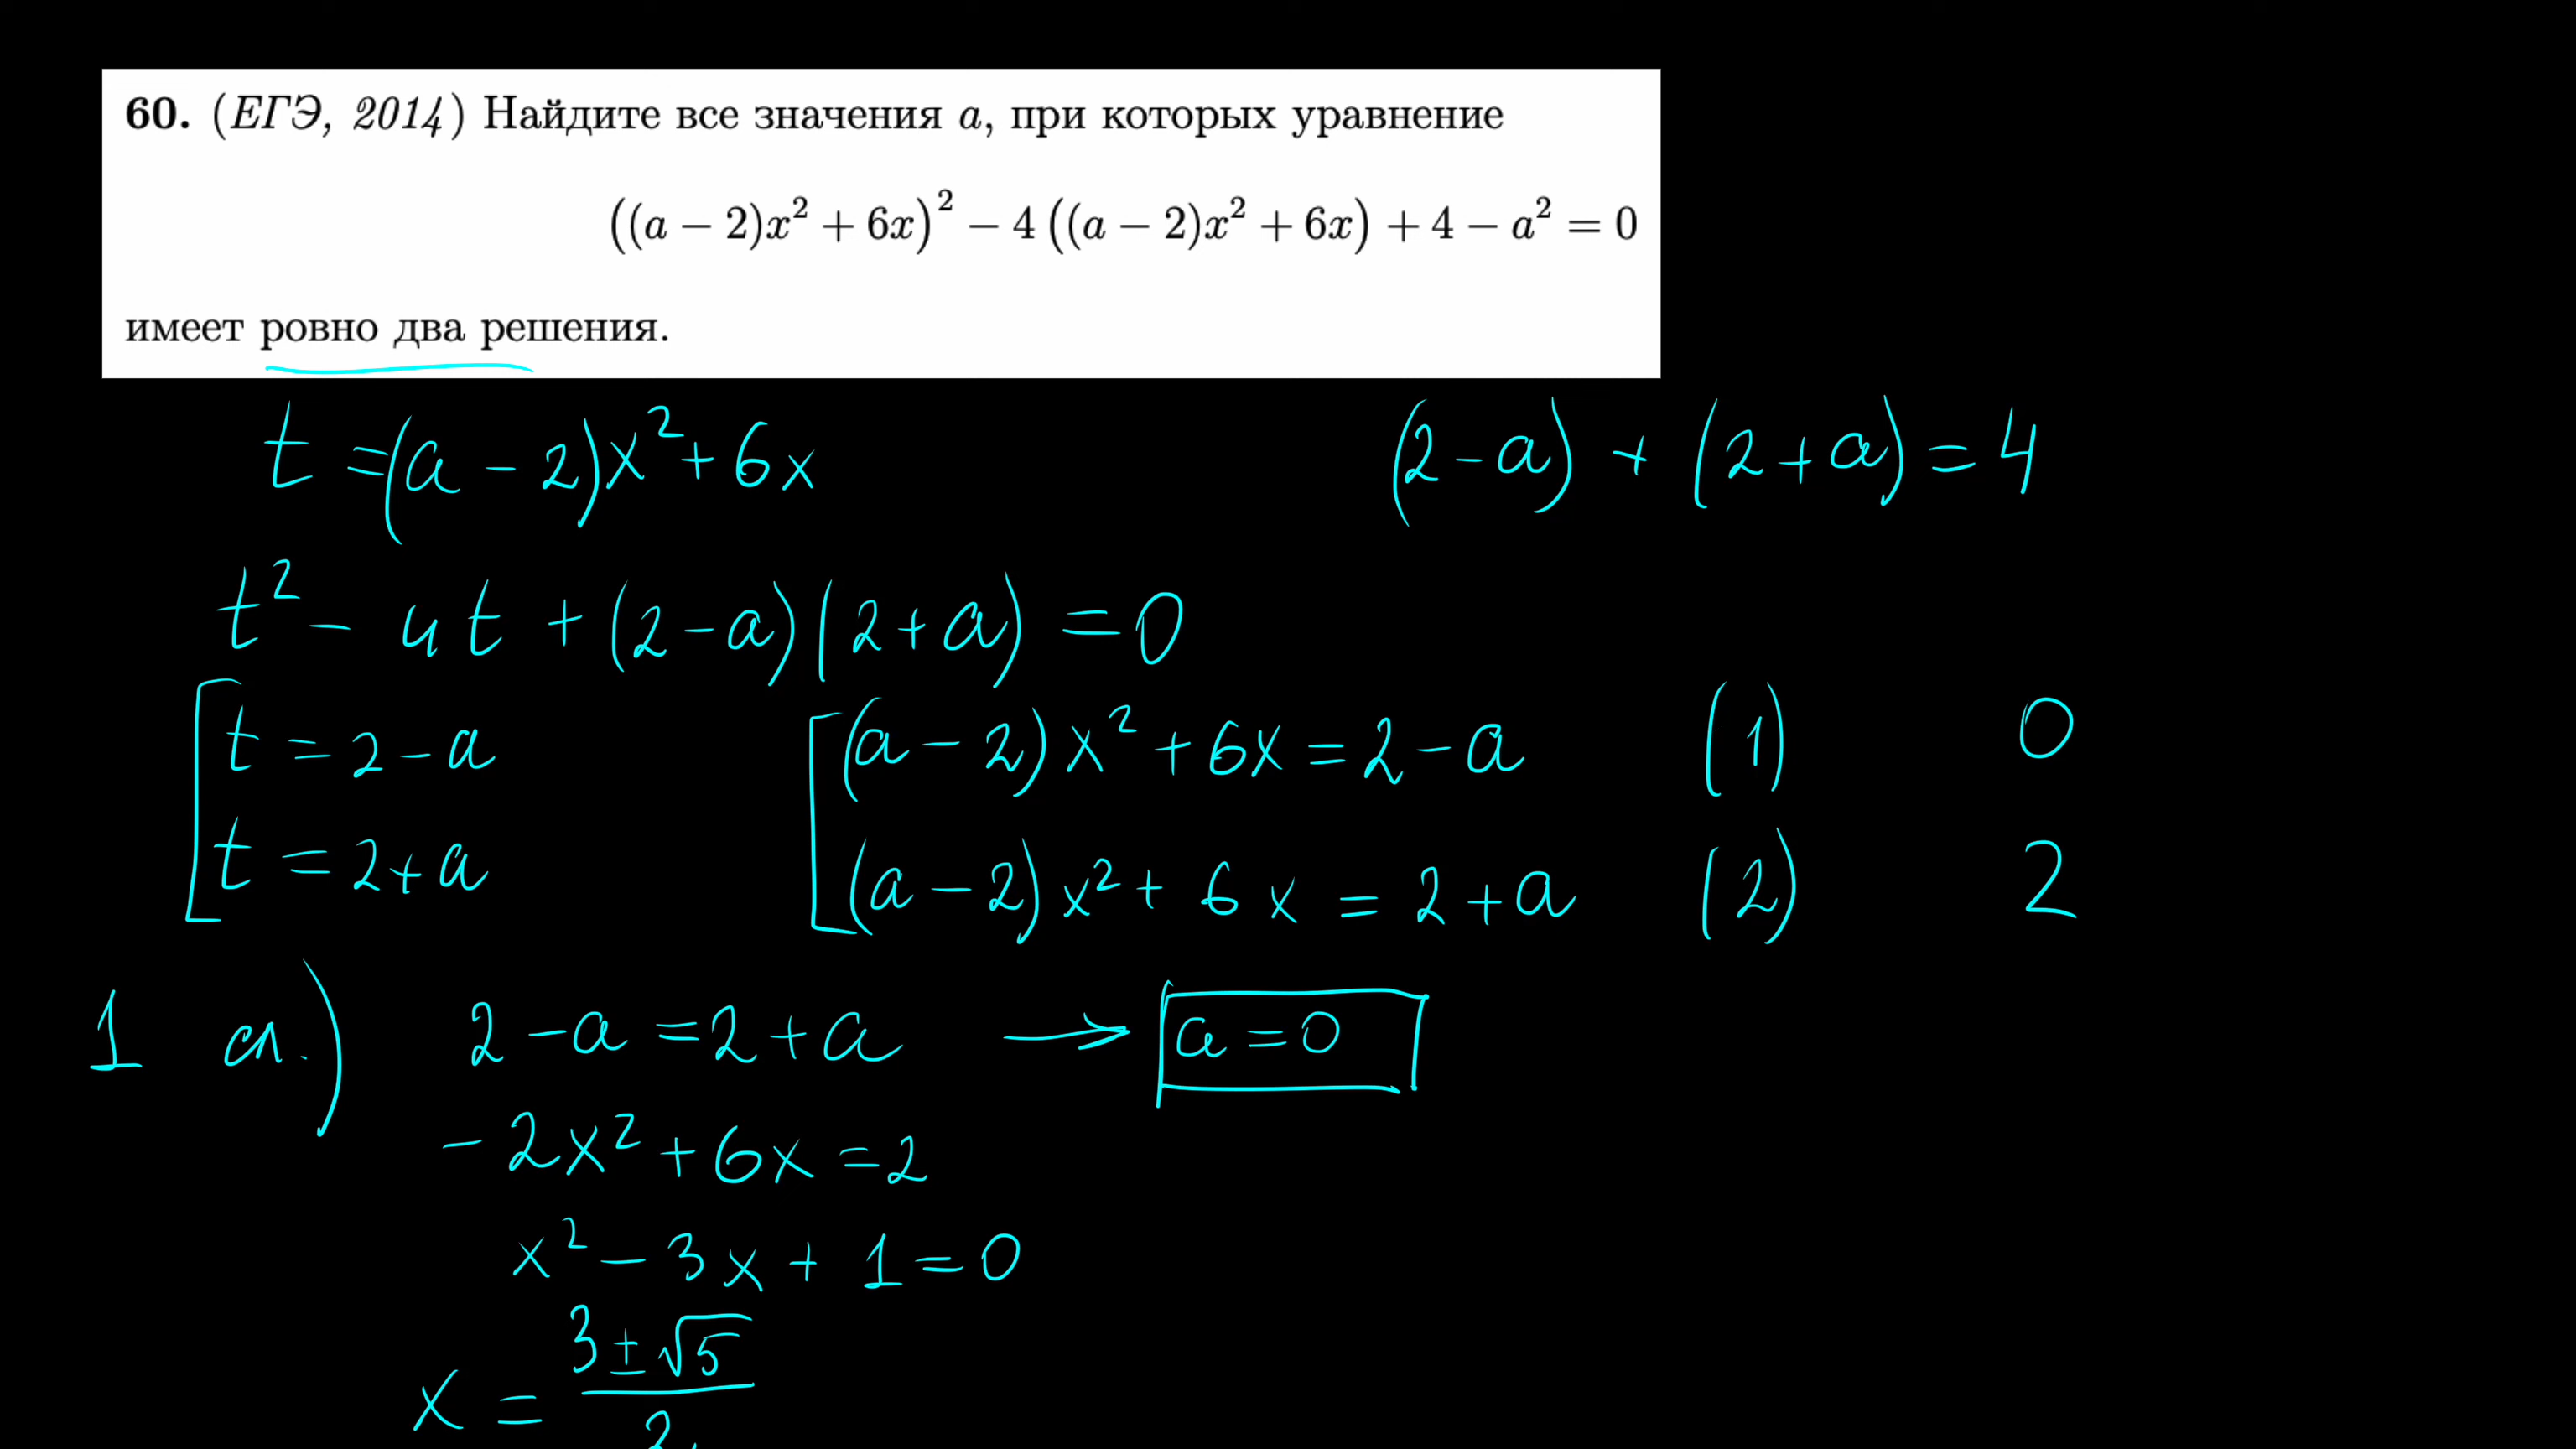 60. (ЕГЭ, 2014) Найдите все значения a, при которых уравнение
((a − 2)x² + 6x)² − 4((a − 2)x² + 6x) + 4 − a² = 0
имеет ровно два решения.
t = (a − 2)x² + 6x (2 − a) + (2 + a) = 4
t² − 4t + (2 − a)(2 + a) = 0
[ t = 2 − a [ (a − 2)x² + 6x = 2 − a (1) 0
t = 2 + a (a − 2)x² + 6x = 2 + a (2) 2
1 сл.) 2 − a = 2 + a → a = 0
− 2x² + 6x = 2
x² − 3x + 1 = 0
x = (3 ± √5)/2